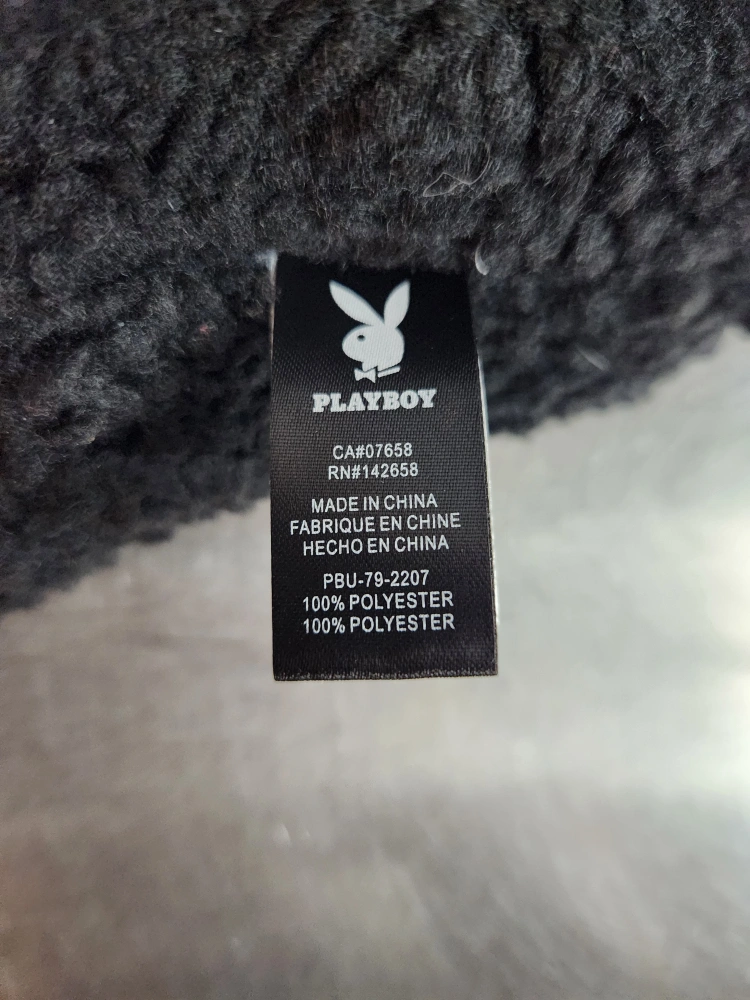 PLAYBOY
CA#07658
RN#142658
MADE IN CHINA
FABRIQUE EN CHINE
HECHO EN CHINA
PBU-79-2207
100% POLYESTER
100% POLYESTER